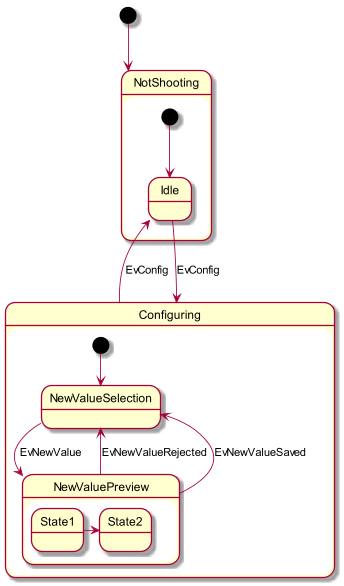 NotShooting
Idle
EvConfig
EvConfig
Configuring
NewValueSelection
EvNewValue
EvNewValueRejected
EvNewValueSaved
NewValuePreview
State1
State2